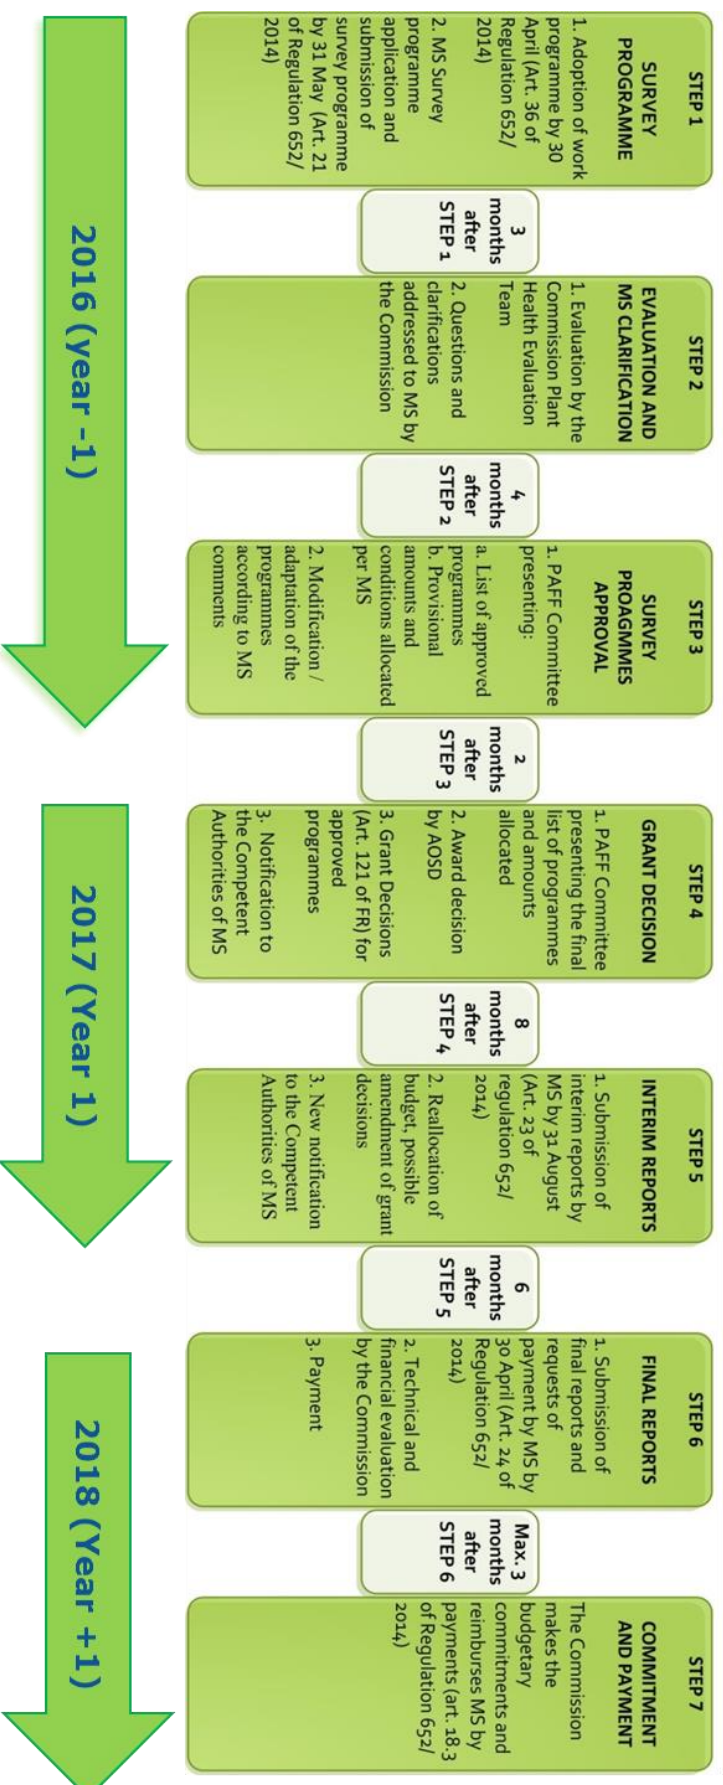 STEP 1
SURVEY
PROGRAMME
1. Adoption of work
programme by 30
April (Art. 36 of
Regulation 652/
2014)
2. MS Survey
programme
application and
submission of
survey programme
by 31 May (Art. 21
of Regulation 652/
2014)
3
months
after
STEP 1
STEP 2
EVALUATION AND
MS CLARIFICATION
1. Evaluation by the
Commission Plant
Health Evaluation
Team
2. Questions and
clarifications
addressed to MS by
the Commission
4
months
after
STEP 2
STEP 3
SURVEY
PROAGMMES
APPROVAL
1. PAFF Committee
presenting:
a. List of approved
programmes
b. Provisional
amounts and
conditions allocated
per MS
2. Modification /
adaptation of the
programmes
according to MS
comments
2
months
after
STEP 3
STEP 4
GRANT DECISION
1. PAFF Committee
presenting the final
list of programmes
and amounts
allocated
2. Award decision
by AOSD
3. Grant Decisions
(Art. 121 of FR) for
approved
programmes
3. Notification to
the Competent
Authorities of MS
8
months
after
STEP 4
STEP 5
INTERIM REPORTS
1. Submission of
interim reports by
MS by 31 August
(Art. 23 of
regulation 652/
2014)
2. Reallocation of
budget, possible
amendment of grant
decisions
3. New notification
to the Competent
Authorities of MS
6
months
after
STEP 5
STEP 6
FINAL REPORTS
1. Submission of
final reports and
requests of
payment by MS by
30 April (Art. 24 of
Regulation 652/
2014)
2. Technical and
financial evaluation
by the Commission
3. Payment
Max. 3
months
after
STEP 6
STEP 7
COMMITMENT
AND PAYMENT
The Commission
makes the
budgetary
commitments and
reimburses MS by
payments (art. 18.3
of Regulation 652/
2014)
2016 (year -1)
2017 (Year 1)
2018 (Year +1)